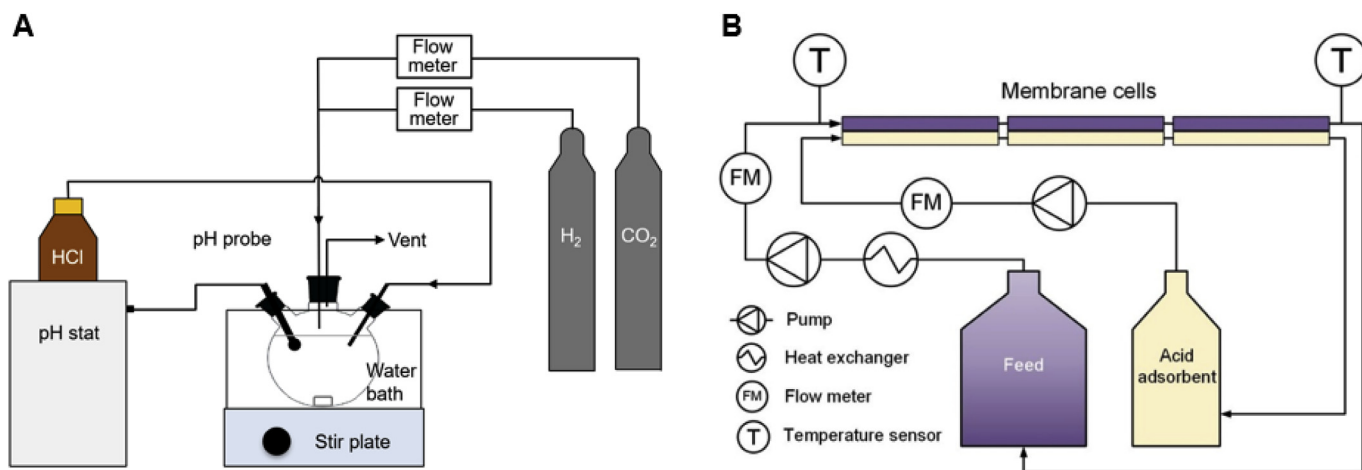 A
Flow
meter
Flow
meter
HCl
pH probe
Vent
H2
CO2
pH stat
Water
bath
Stir plate
B
T
T
Membrane cells
FM
FM
Pump
Heat exchanger
FM
Flow meter
T
Temperature sensor
Feed
Acid
adsorbent